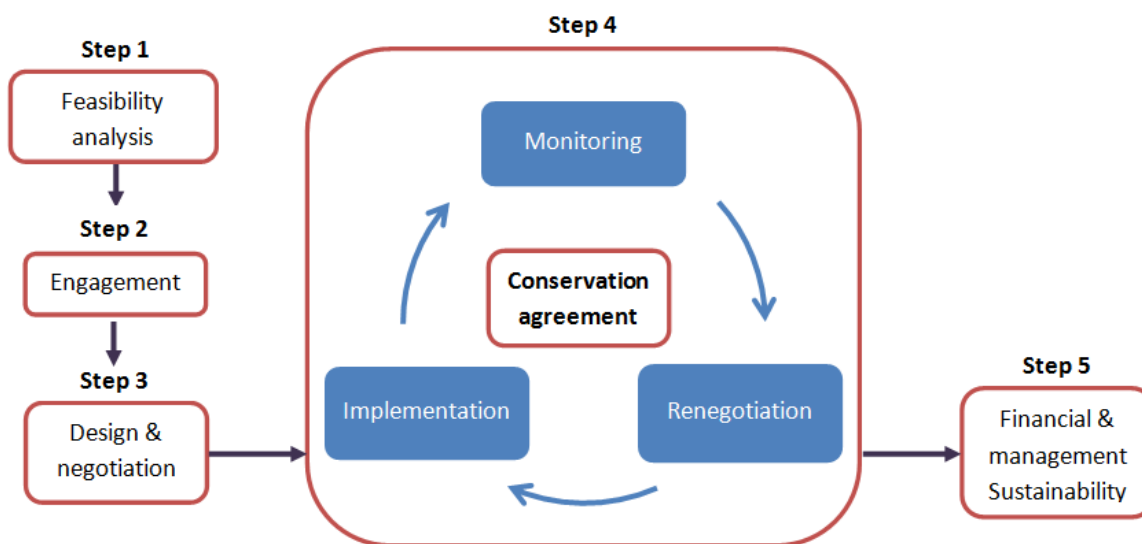 Step 1
Feasibility
analysis
Step 2
Engagement
Step 3
Design &
negotiation
Step 4
Monitoring
Conservation
agreement
Implementation
Renegotiation
Step 5
Financial &
management
Sustainability